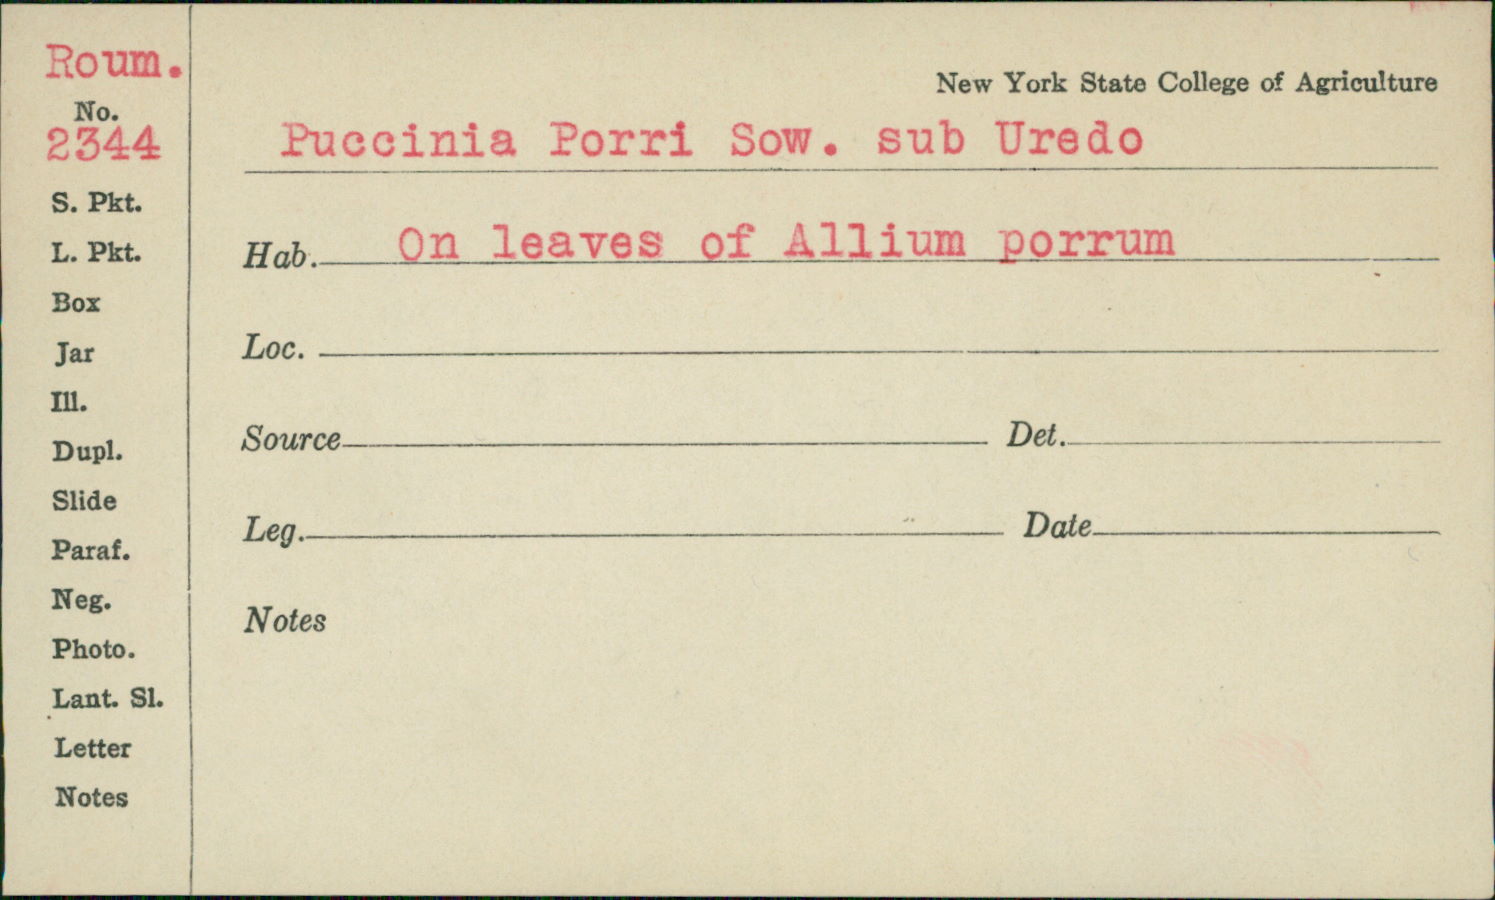 Roum.
No.
2344
S. Pkt.
L. Pkt.
Box
Jar
Ill.
Dupl.
Slide
Paraf.
Neg.
Photo.
Lant. Sl.
Letter
Notes
New York State College of Agriculture
Puccinia Porri Sow. sub Uredo
Hab. On leaves of Allium porrum
Loc.
Source Det.
Leg. Date
Notes